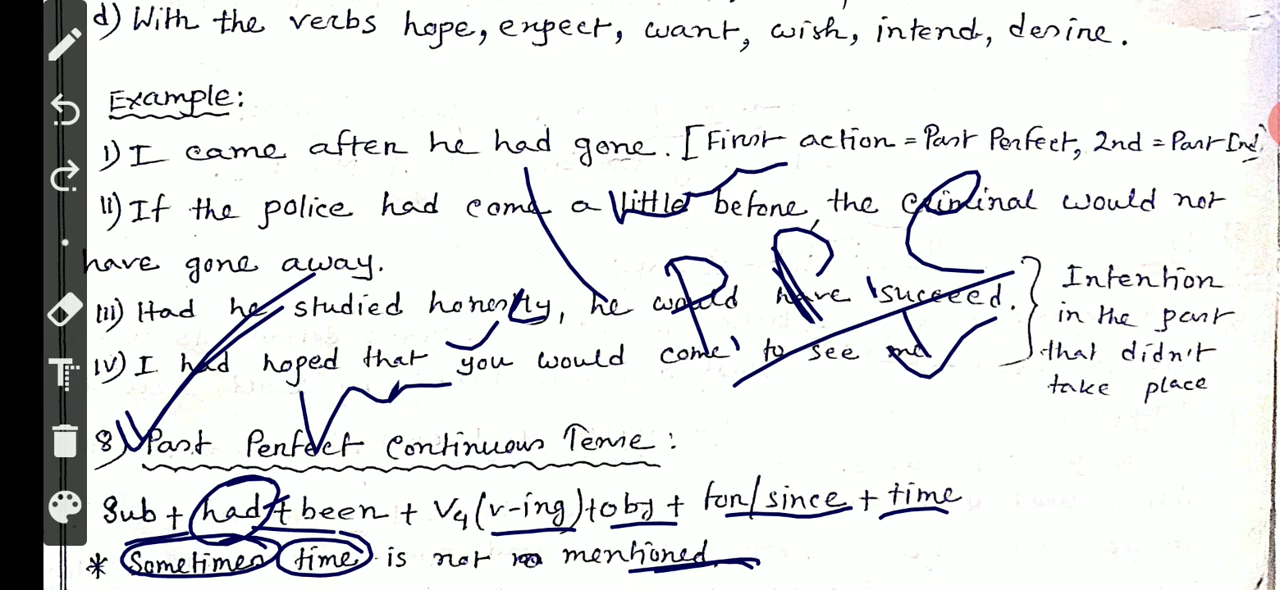 d) With the verbs hope, expect, want, wish, intend, desire.
Example:
i) I came after he had gone. [First action = Past Perfect, 2nd = Past Ind]
ii) If the police had come a little before, the criminal would not
have gone away.
iii) Had he studied honestly, he would have succeed.
iv) I had hoped that you would come to see me
} Intention
in the past
that didn't
take place
P P C
8) Past Perfect Continuous Tense:
Sub + had + been + V4 (v-ing) + obj + for/since + time
* Sometimes time is not mentioned
T